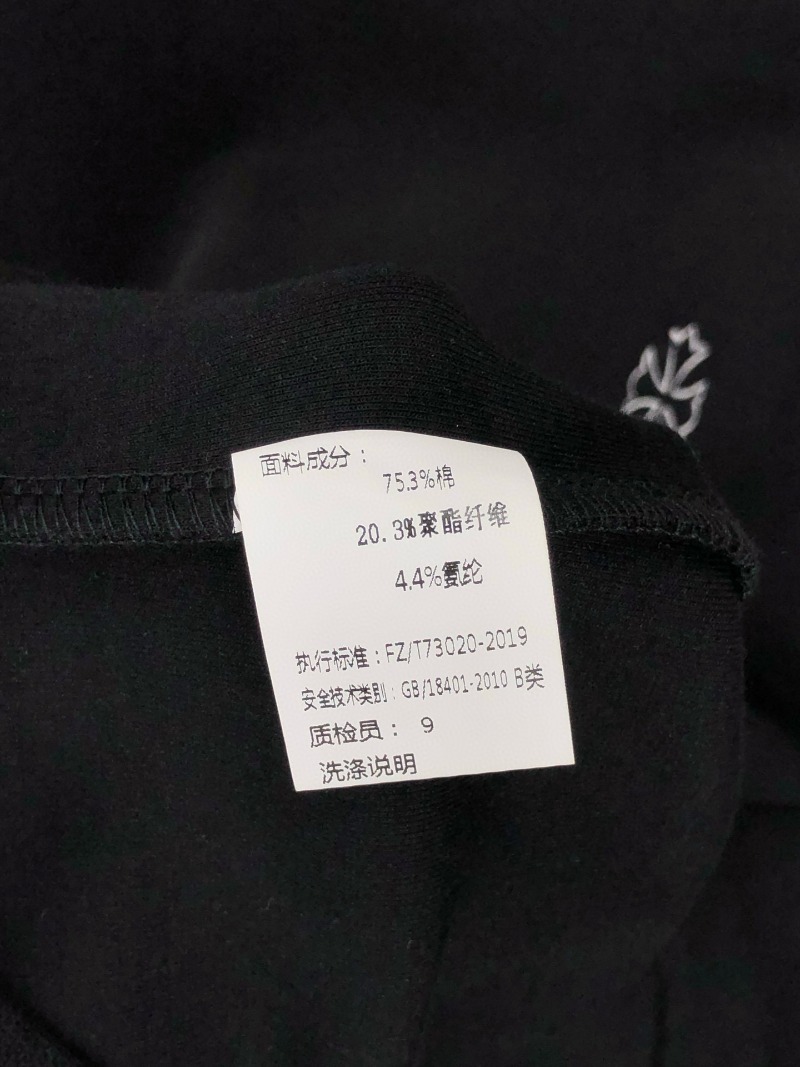 面料成分：
75.3%棉
20.3%聚酯纤维
4.4%氨纶
执行标准：FZ/T73020-2019
安全技术类别：GB/18401-2010 B类
质检员： 9
洗涤说明